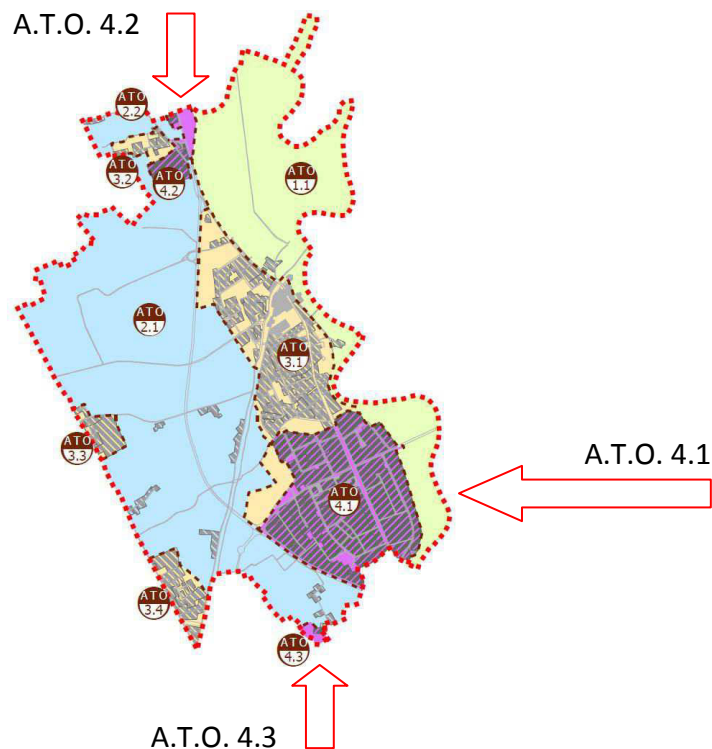 A.T.O. 4.2
ATO
2.2
ATO
3.2
ATO
4.2
ATO
1.1
ATO
2.1
ATO
3.1
ATO
3.3
A.T.O. 4.1
ATO
4.1
ATO
3.4
ATO
4.3
A.T.O. 4.3